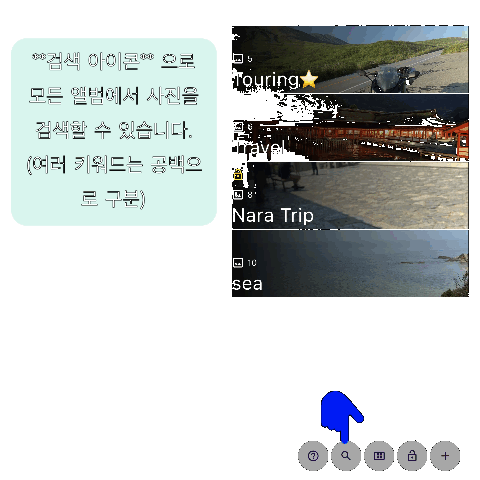 **검색 아이콘** 으로
모든 앨범에서 사진을
검색할 수 있습니다.
(여러 키워드는 공백으
로 구분)
5
Touring⭐
6
Travel
8
Nara Trip
10
sea